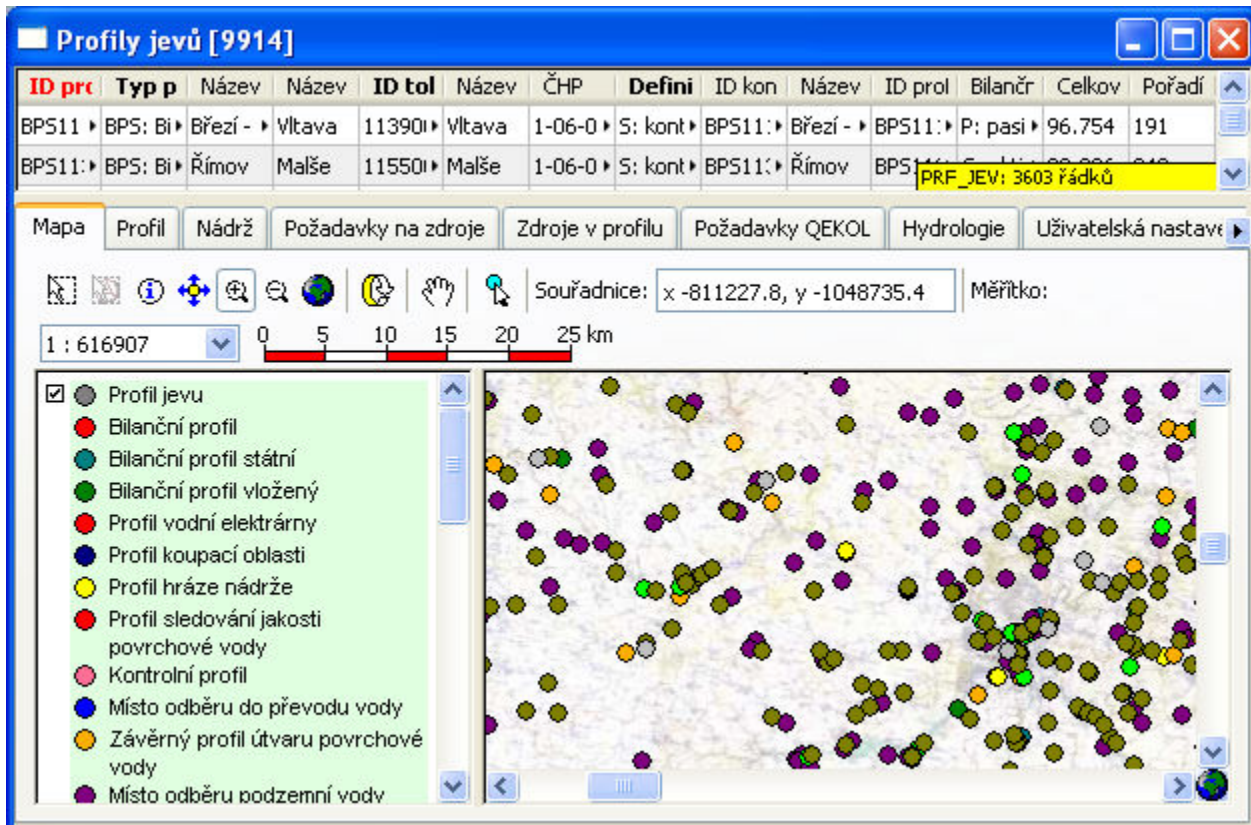 Profily jevů [9914]
ID prc Typ p Název Název ID tol Název ČHP Defini ID kon Název ID prol Bilančr Celkov Pořadí
BPS11 BPS: Bi Březí - Vltava 11390 Vltava 1-06-0 S: kont BPS11 Březí - BPS11 P: pasi 96.754 191
BPS11 BPS: Bi Římov Malše 11550 Malše 1-06-0 S: kont BPS11 Římov BPS
PRF_JEV: 3603 řádků
Mapa Profil Nádrž Požadavky na zdroje Zdroje v profilu Požadavky QEKOL Hydrologie Uživatelská nastave
Souřadnice: x -811227.8, y -1048735.4 Měřítko:
1 : 616907 0 5 10 15 20 25 km
Profil jevu
Bilanční profil
Bilanční profil státní
Bilanční profil vložený
Profil vodní elektrárny
Profil koupací oblasti
Profil hráze nádrže
Profil sledování jakosti
povrchové vody
Kontrolní profil
Místo odběru do převodu vody
Závěrný profil útvaru povrchové
vody
Místo odběru podzemní vody